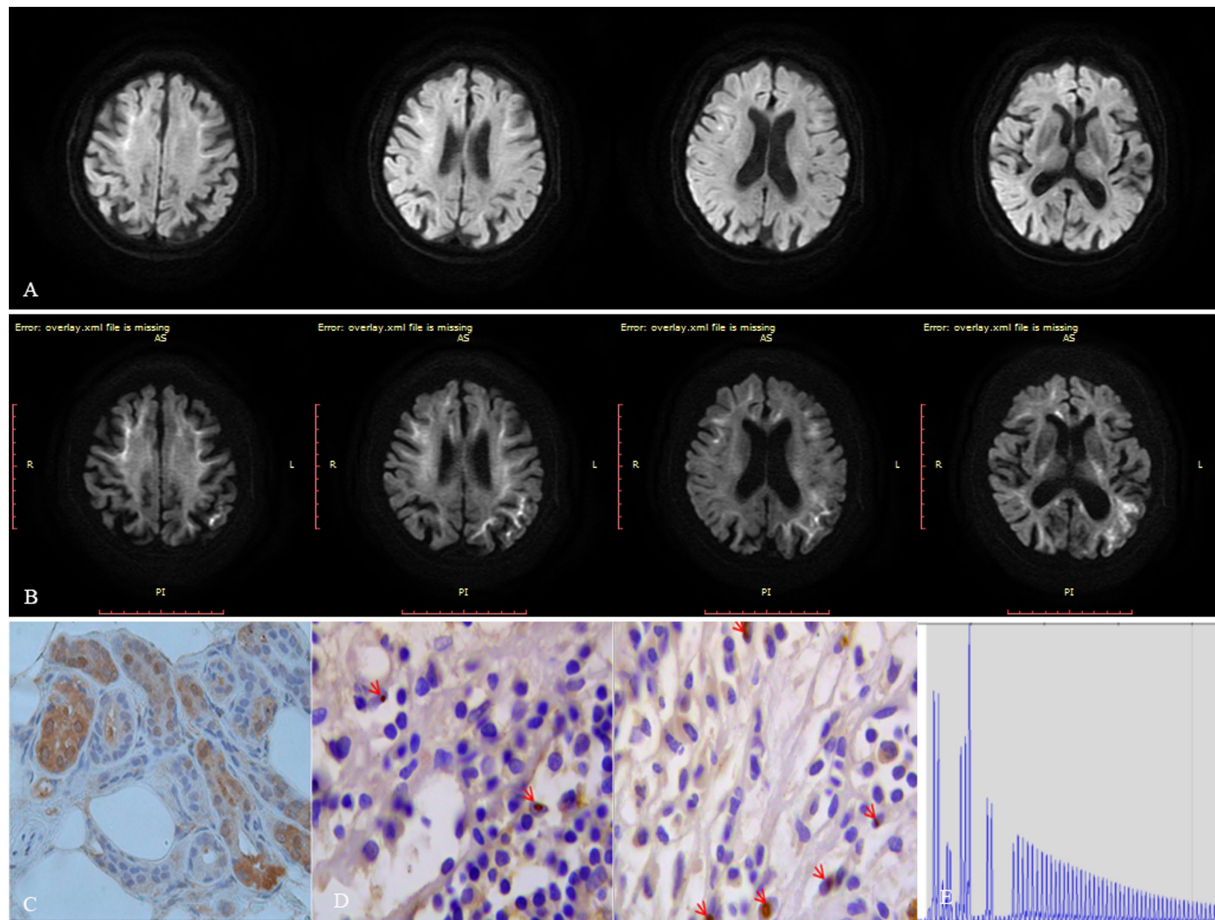 A
Error: overlay.xml file is missing
AS
Error: overlay.xml file is missing
AS
Error: overlay.xml file is missing
AS
Error: overlay.xml file is missing
AS
R
L
R
L
R
L
R
L
B
PI
PI
PI
PI
C
D
E